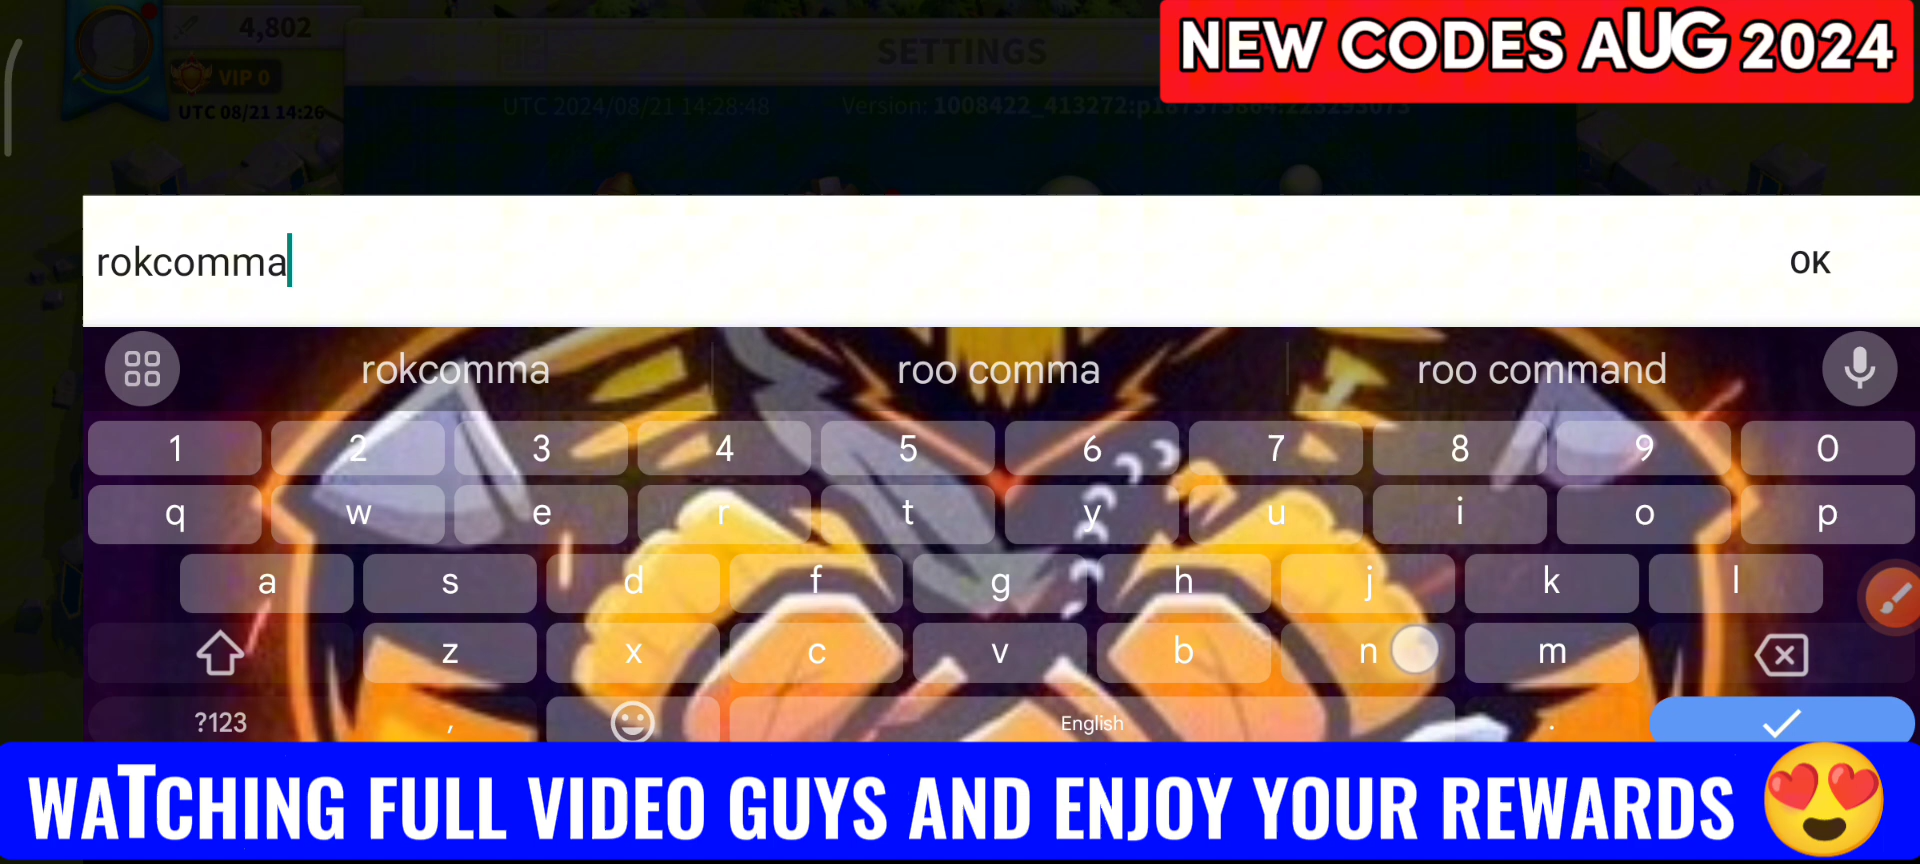 4,802
SETTINGS
NEW CODES AUG 2024
VIP 0
UTC 08/21 14:26
UTC 2024/08/21 14:28:48
Version:
rokcomma
OK
rokcomma
roo comma
roo command
1 2 3 4 5 6 7 8 9 0
q w e r t y u i o p
a s d f g h j k l
z x c v b n m
?123 , English .
WATCHING FULL VIDEO GUYS AND ENJOY YOUR REWARDS